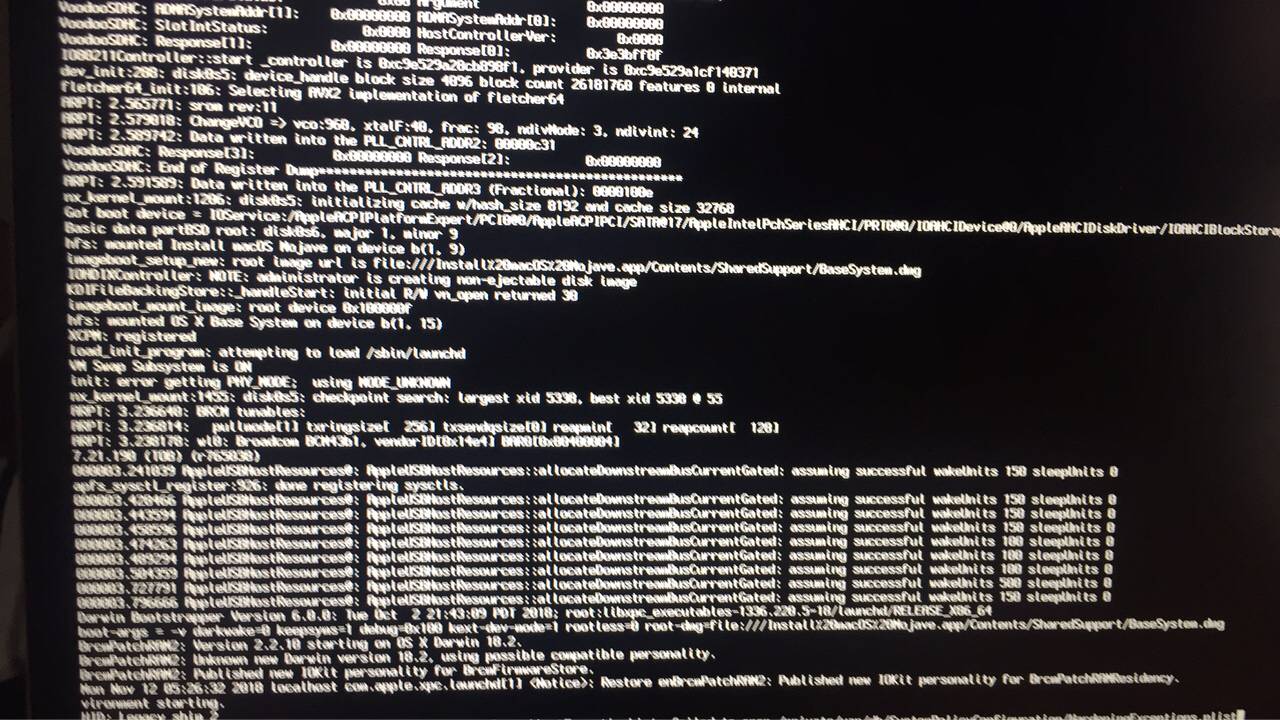 Argument 0x00000000
VoodooSDHC: ADMASystemAddr[1]: 0x00000000 ADMASystemAddr[0]: 0x00000000
VoodooSDHC: SlotIntStatus: 0x0000 HostControllerVer: 0x0000
VoodooSDHC: Response[1]: 0x00000000 Response[0]: 0x3e3bff8f
IO80211Controller::start _controller is 0xc9e529a20cb898f1, provider is 0xc9e529a1cf140371
dev_init:288: disk0s5: device_handle block size 4096 block count 26181760 features 0 internal
fletcher64_init:106: Selecting AVX2 implementation of fletcher64
ARPT: 2.565771: srom rev:11
ARPT: 2.579018: ChangeVCO => vco:960, xtalF:40, frac: 98, ndivMode: 3, ndivint: 24
ARPT: 2.589742: Data written into the PLL_CNTRL_ADDR2: 00000c31
VoodooSDHC: Response[3]: 0x00000000 Response[2]: 0x00000000
VoodooSDHC: End of Register Dump
ARPT: 2.591589: Data written into the PLL_CNTRL_ADDR3 (Fractional): 0000100e
nx_kernel_mount:1206: disk0s5: initializing cache w/hash_size 8192 and cache size 32768
Got boot device = IOService:/AppleACPIPlatformExpert/PCI0@0/AppleACPIPCI/SATA@17/AppleIntelPchSeriesAHCI/PRT0@0/IOAHCIDevice@0/AppleAHCIDiskDriver/IOAHCIBlockStora
Basic data partBSD root: disk0s6, major 1, minor 9
hfs: mounted Install macOS Mojave on device b(1, 9)
imageboot_setup_new: root image url is file:///Install%20macOS%20Mojave.app/Contents/SharedSupport/BaseSystem.dmg
IOHDIXController: NOTE: administrator is creating non-ejectable disk image
KDIFileBackingStore::_handleStart: initial R/W vn_open returned 30
imageboot_mount_image: root device 0x100000f
hfs: mounted OS X Base System on device b(1, 15)
XCPM: registered
load_init_program: attempting to load /sbin/launchd
VM Swap Subsystem is ON
init: error getting PHY_MODE; using MODE_UNKNOWN
nx_kernel_mount:1455: disk0s5: checkpoint search: largest xid 5330, best xid 5330 @ 55
ARPT: 3.236640: BRCM tunables:
ARPT: 3.236814: pullmode[1] txringsize[ 256] txsendqsize[0] reapmin[ 32] reapcount[ 128]
ARPT: 3.238178: wl0: Broadcom BCM43b1, vendorID[0x14e4] BAR0[0x00400004]
7.21.190 (TOB) (r765030)
000003.241039 AppleUSBHostResources@: AppleUSBHostResources::allocateDownstreamBusCurrentGated: assuming successful wakeUnits 150 sleepUnits 0
apfs_sysctl_register:926: done registering sysctls.
000003.428466 AppleUSBHostResources@: AppleUSBHostResources::allocateDownstreamBusCurrentGated: assuming successful wakeUnits 150 sleepUnits 0
000003.443594 AppleUSBHostResources@: AppleUSBHostResources::allocateDownstreamBusCurrentGated: assuming successful wakeUnits 150 sleepUnits 0
000003.458595 AppleUSBHostResources@: AppleUSBHostResources::allocateDownstreamBusCurrentGated: assuming successful wakeUnits 150 sleepUnits 0
000003.474263 AppleUSBHostResources@: AppleUSBHostResources::allocateDownstreamBusCurrentGated: assuming successful wakeUnits 100 sleepUnits 0
000003.489294 AppleUSBHostResources@: AppleUSBHostResources::allocateDownstreamBusCurrentGated: assuming successful wakeUnits 100 sleepUnits 0
000003.504359 AppleUSBHostResources@: AppleUSBHostResources::allocateDownstreamBusCurrentGated: assuming successful wakeUnits 100 sleepUnits 0
000003.727791 AppleUSBHostResources@: AppleUSBHostResources::allocateDownstreamBusCurrentGated: assuming successful wakeUnits 500 sleepUnits 0
000003.796666 AppleUSBHostResources@: AppleUSBHostResources::allocateDownstreamBusCurrentGated: assuming successful wakeUnits 150 sleepUnits 0
Darwin Bootstrapper Version 6.0.0: Tue Oct 2 21:43:09 PDT 2018; root:libxpc_executables-1336.220.5~10/launchd/RELEASE_X86_64
boot-args = -v darkwake=0 keepsyms=1 debug=0x100 kext-dev-mode=1 rootless=0 root-dmg=file:///Install%20macOS%20Mojave.app/Contents/SharedSupport/BaseSystem.dmg
BrcmPatchRAM2: Version 2.2.10 starting on OS X Darwin 18.2.
BrcmPatchRAM2: Unknown new Darwin version 18.2, using possible compatible personality.
BrcmPatchRAM2: Published new IOKit personality for BrcmFirmwareStore.
Mon Nov 12 05:26:32 2018 localhost com.apple.xpc.launchd[1] <Notice>: Restore enBrcmPatchRAM2: Published new IOKit personality for BrcmPatchRAMResidency.
vironment starting.
HID: Legacy shim 2